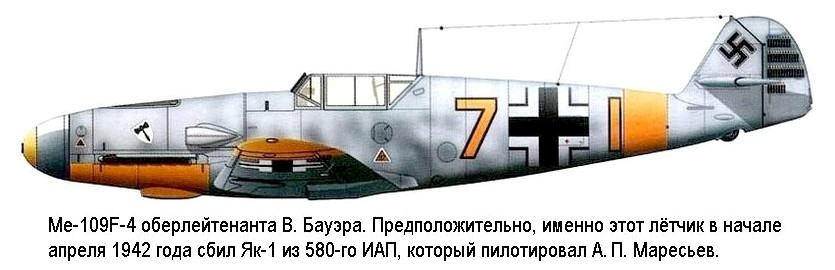 7 I
Ме-109F-4 оберлейтенанта В. Бауэра. Предположительно, именно этот лётчик в начале
апреля 1942 года сбил Як-1 из 580-го ИАП, который пилотировал А. П. Маресьев.